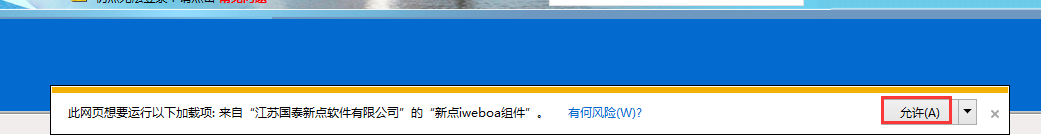 此网页想要运行以下加载项: 来自“江苏国泰新点软件有限公司”的“新点iweboa组件”。 有何风险(W)? 允许(A) ×